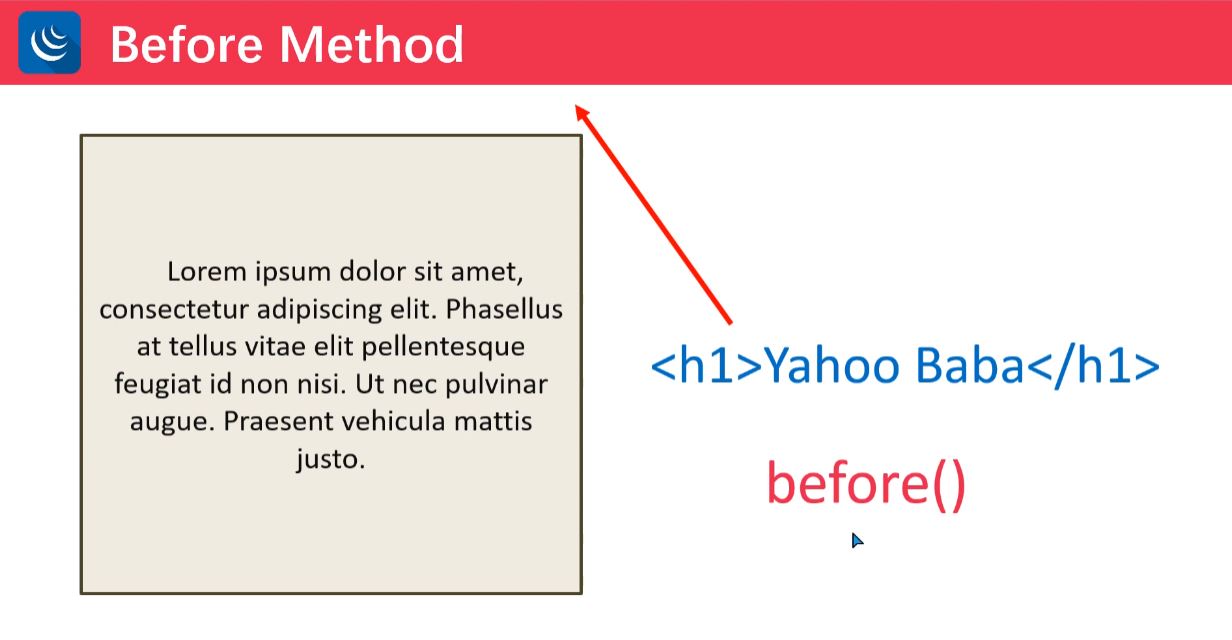 Before Method
Lorem ipsum dolor sit amet,
consectetur adipiscing elit. Phasellus
at tellus vitae elit pellentesque
feugiat id non nisi. Ut nec pulvinar
augue. Praesent vehicula mattis
justo.
<h1>Yahoo Baba</h1>
before()